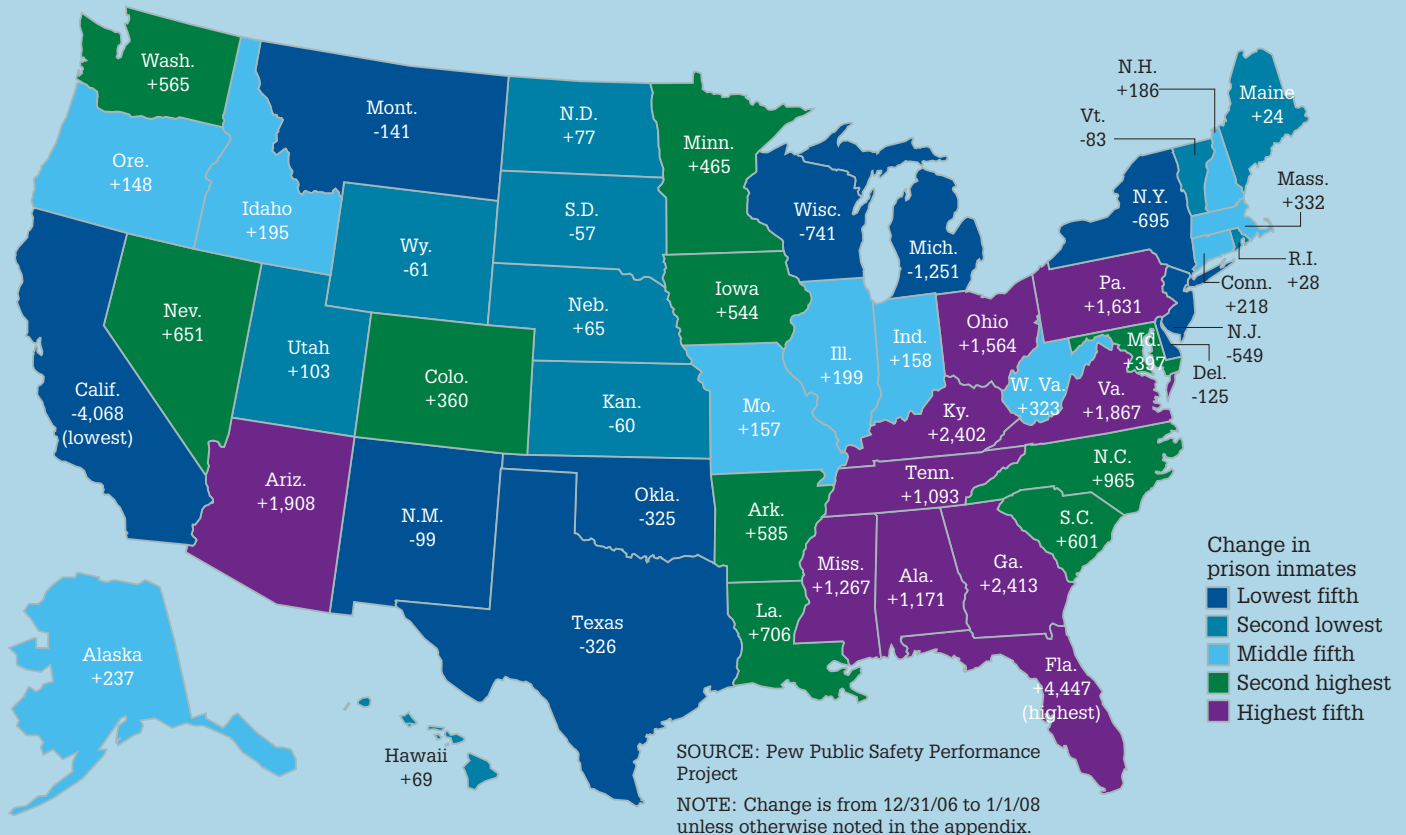 Wash.
+565
Ore.
+148
Idaho
+195
Mont.
-141
N.D.
+77
S.D.
-57
Minn.
+465
Wisc.
-741
Mich.
-1,251
N.H.
+186
Vt.
-83
Maine
+24
Mass.
+332
N.Y.
-695
R.I.
+28
Conn.
+218
N.J.
-549
Del.
-125
Calif.
-4,068
(lowest)
Nev.
+651
Utah
+103
Wy.
-61
Colo.
+360
Neb.
+65
Kan.
-60
Iowa
+544
Mo.
+157
Ill.
+199
Ind.
+158
Ohio
+1,564
Pa.
+1,631
Md.
+397
W. Va.
+323
Va.
+1,867
Ky.
+2,402
Tenn.
+1,093
N.C.
+965
S.C.
+601
Ariz.
+1,908
N.M.
-99
Okla.
-325
Texas
-326
Ark.
+585
La.
+706
Miss.
+1,267
Ala.
+1,171
Ga.
+2,413
Fla.
+4,447
(highest)
Alaska
+237
Hawaii
+69
Change in
prison inmates
Lowest fifth
Second lowest
Middle fifth
Second highest
Highest fifth
SOURCE: Pew Public Safety Performance
Project
NOTE: Change is from 12/31/06 to 1/1/08
unless otherwise noted in the appendix.